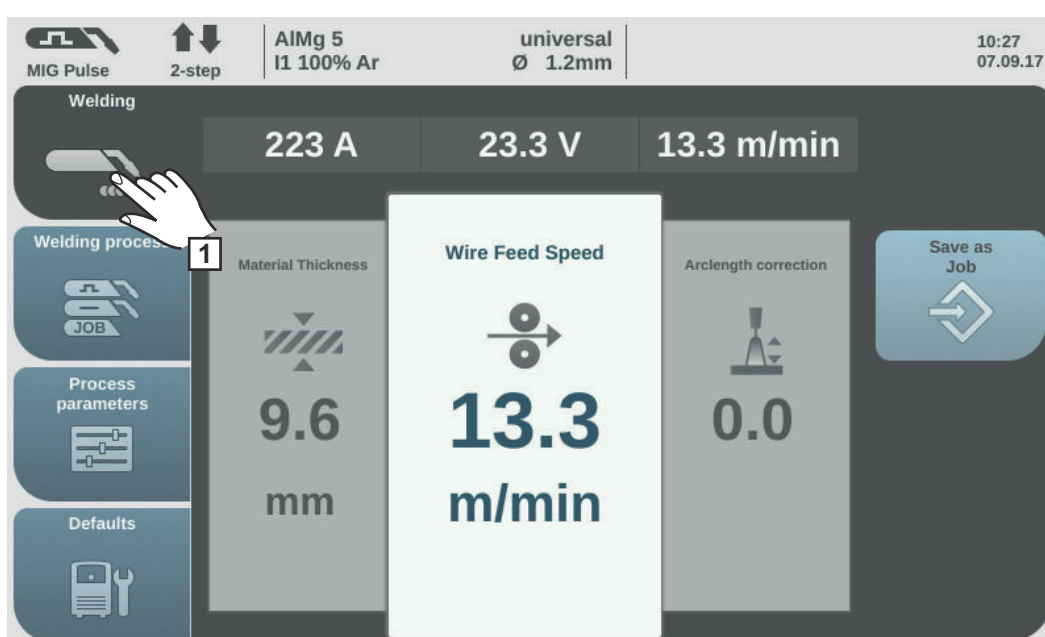 MIG Pulse
2-step
AlMg 5
I1 100% Ar
universal
Ø 1.2mm
10:27
07.09.17
Welding
223 A
23.3 V
13.3 m/min
1
Welding proces
JOB
Process
parameters
Defaults
Material Thickness
9.6
mm
Wire Feed Speed
13.3
m/min
Arclength correction
0.0
Save as
Job